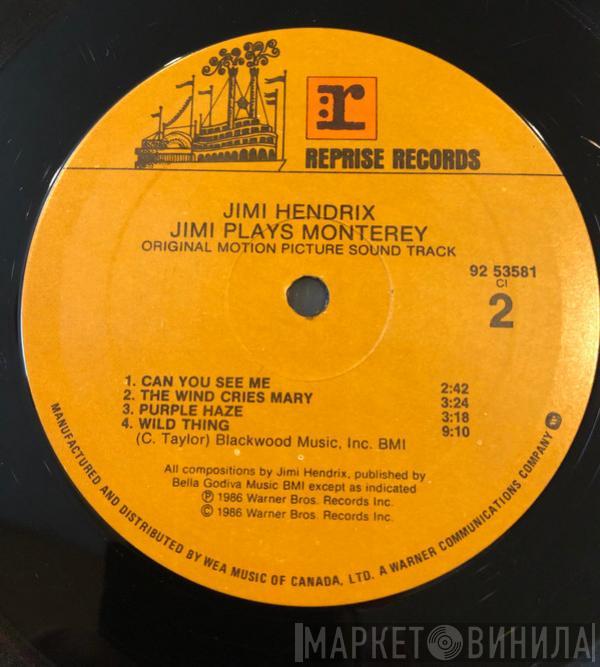 r
REPRISE RECORDS
JIMI HENDRIX
JIMI PLAYS MONTEREY
ORIGINAL MOTION PICTURE SOUND TRACK
92 53581
CI
2
1. CAN YOU SEE ME 2:42
2. THE WIND CRIES MARY 3:24
3. PURPLE HAZE 3:18
4. WILD THING 9:10
(C. Taylor) Blackwood Music, Inc. BMI
All compositions by Jimi Hendrix, published by
Bella Godiva Music BMI except as indicated
Ⓟ 1986 Warner Bros. Records Inc.
© 1986 Warner Bros. Records Inc.
MANUFACTURED AND DISTRIBUTED BY WEA MUSIC OF CANADA, LTD. A WARNER COMMUNICATIONS COMPANY
МАРКЕТ ВИНИЛА